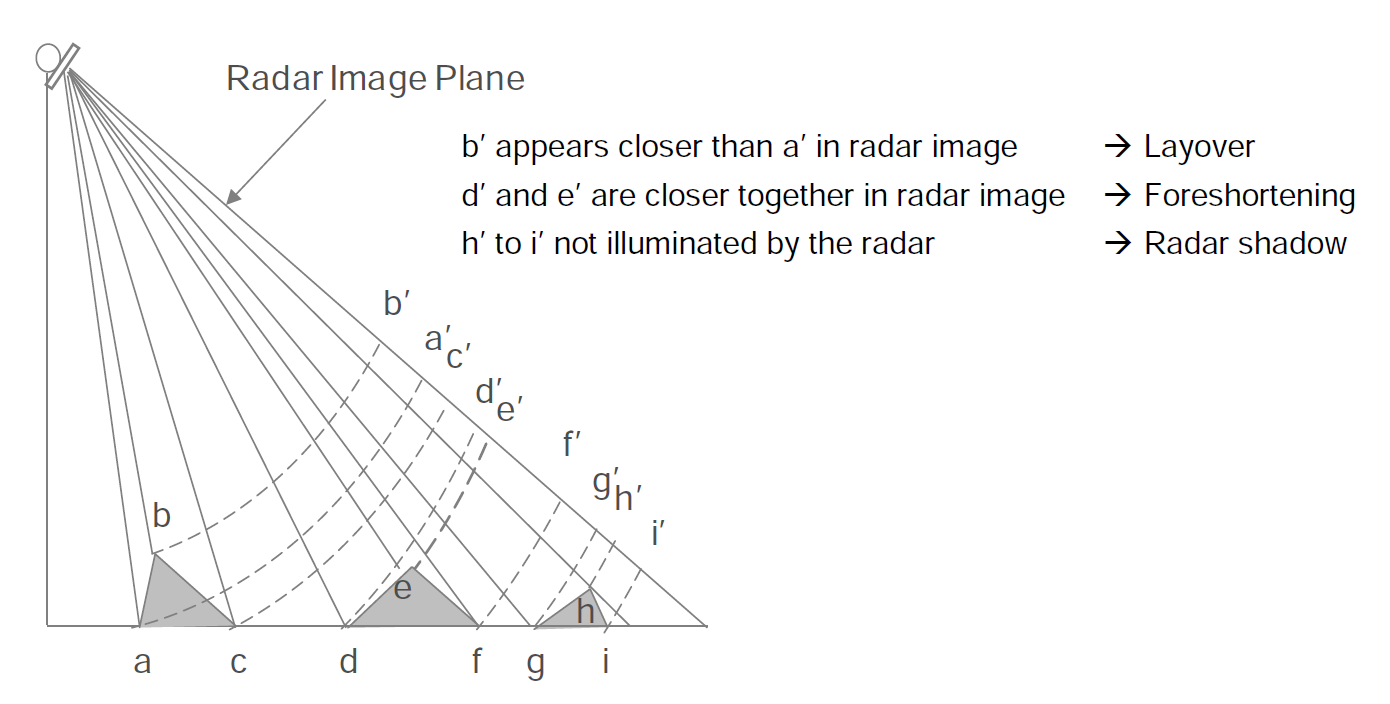 Radar Image Plane
b′ appears closer than a′ in radar image → Layover
d′ and e′ are closer together in radar image → Foreshortening
h′ to i′ not illuminated by the radar → Radar shadow
b′
a′
c′
d′
e′
f′
g′
h′
i′
b
e
h
a c d f g i